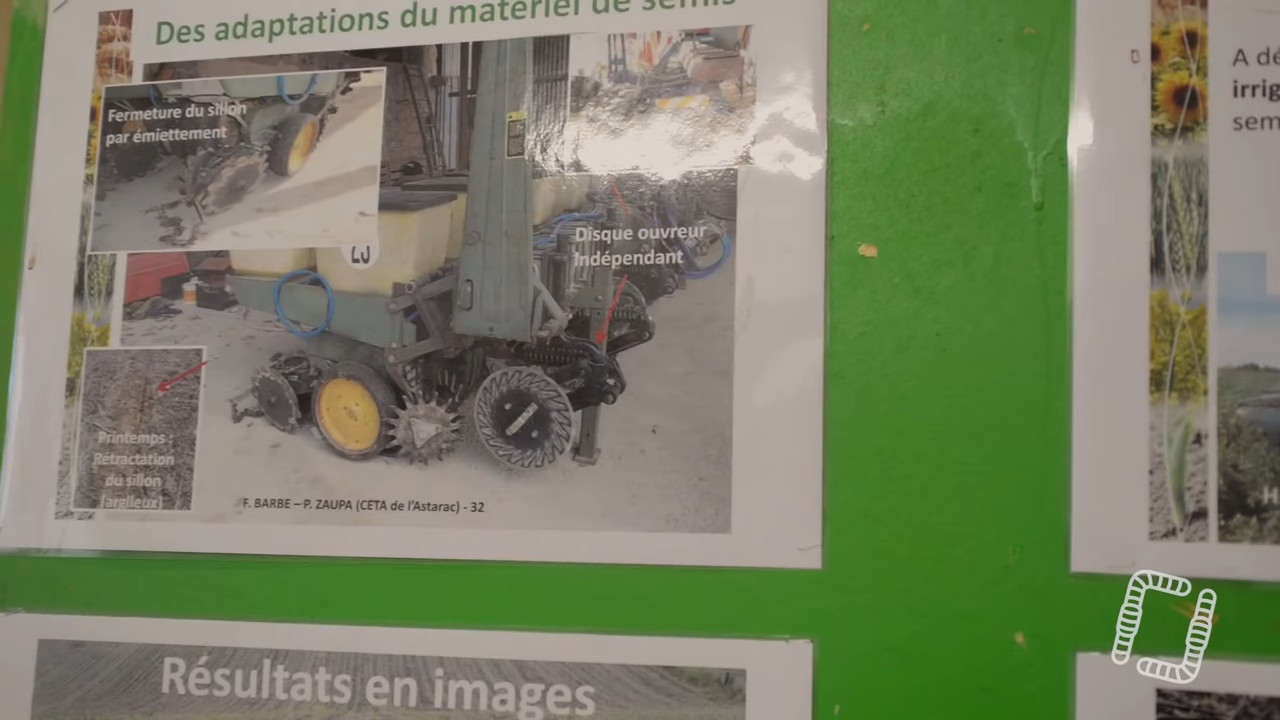 Des adaptations du matériel de semis
Fermeture du sillon
par émiettement
Disque ouvreur
indépendant
Printemps :
Rétractation
du sillon
(argileux)
F. BARBE – P. ZAUPA (CETA de l'Astarac) - 32
Résultats en images
A dé
irrig
sem